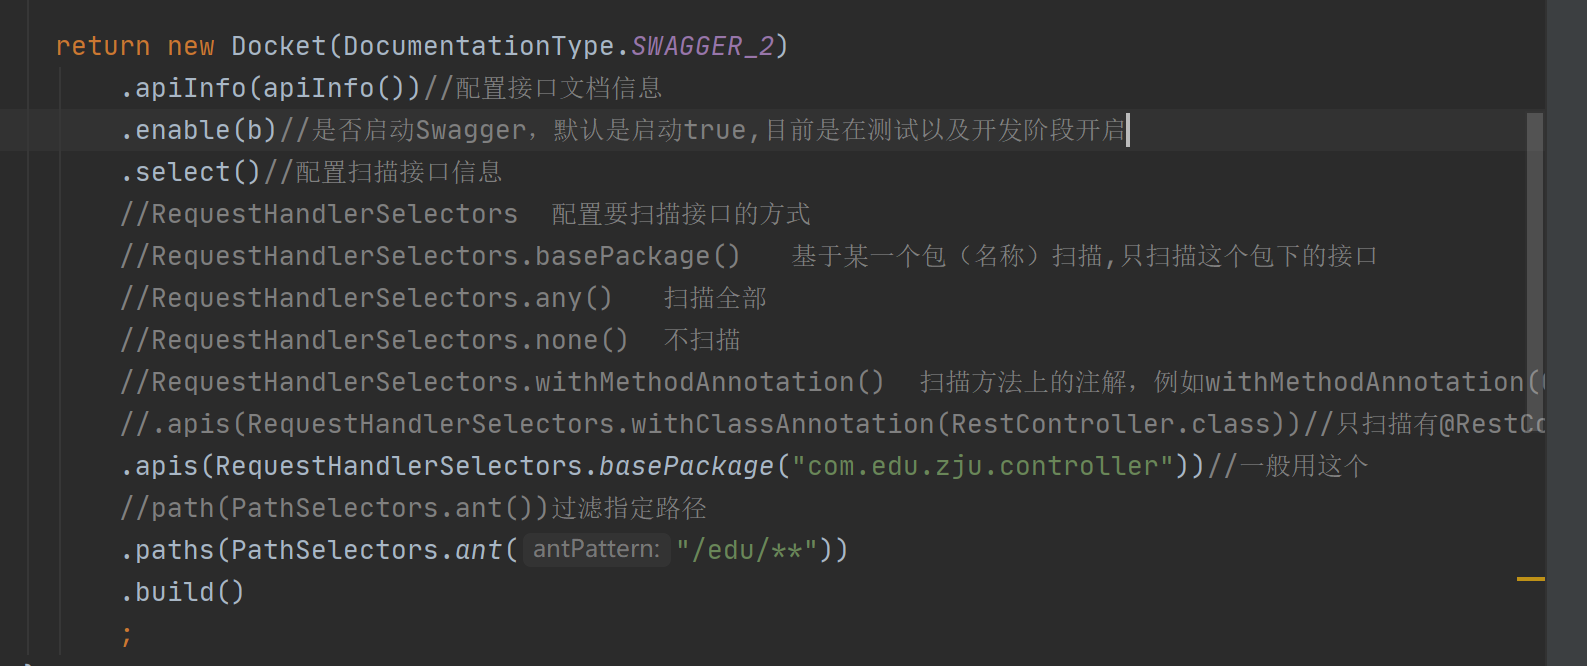 return new Docket(DocumentationType.SWAGGER_2)
.apiInfo(apiInfo())//配置接口文档信息
.enable(b)//是否启动Swagger，默认是启动true,目前是在测试以及开发阶段开启
.select()//配置扫描接口信息
//RequestHandlerSelectors  配置要扫描接口的方式
//RequestHandlerSelectors.basePackage()   基于某一个包（名称）扫描,只扫描这个包下的接口
//RequestHandlerSelectors.any()   扫描全部
//RequestHandlerSelectors.none()  不扫描
//RequestHandlerSelectors.withMethodAnnotation()  扫描方法上的注解，例如withMethodAnnotation(
//.apis(RequestHandlerSelectors.withClassAnnotation(RestController.class))//只扫描有@RestCo
.apis(RequestHandlerSelectors.basePackage("com.edu.zju.controller"))//一般用这个
//path(PathSelectors.ant())过滤指定路径
.paths(PathSelectors.ant( antPattern: "/edu/**"))
.build()
;